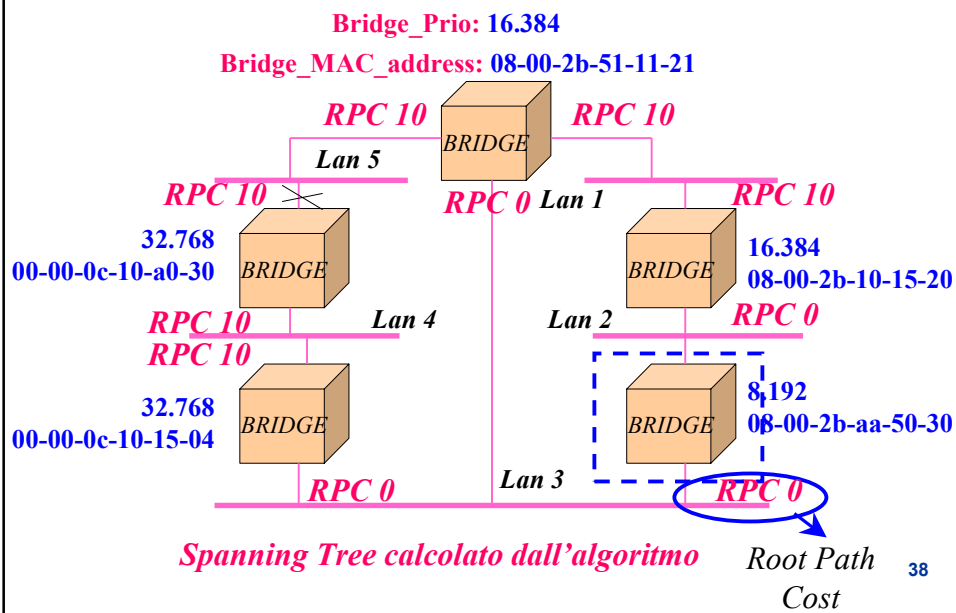 Bridge_Prio: 16.384
Bridge_MAC_address: 08-00-2b-51-11-21
RPC 10
BRIDGE
RPC 10
Lan 5
RPC 10
RPC 0
Lan 1
RPC 10
32.768
00-00-0c-10-a0-30
BRIDGE
BRIDGE
16.384
08-00-2b-10-15-20
RPC 10
Lan 4
Lan 2
RPC 0
RPC 10
32.768
00-00-0c-10-15-04
BRIDGE
BRIDGE
8.192
08-00-2b-aa-50-30
RPC 0
Lan 3
RPC 0
Spanning Tree calcolato dall’algoritmo
Root Path
Cost
38